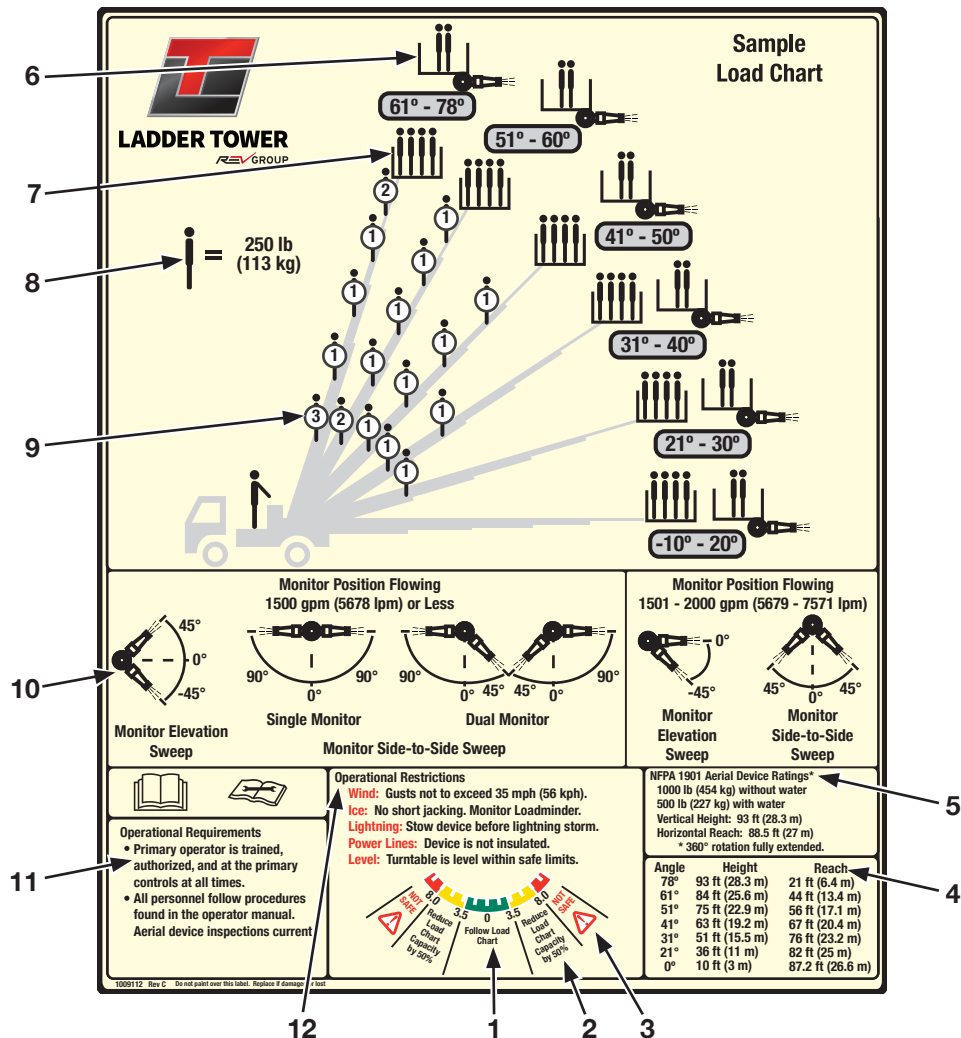 Sample
Load Chart
LADDER TOWER
REV GROUP
6
7
8
9
10
11
12
1
2
3
4
5
61º - 78º
51º - 60º
41º - 50º
31º - 40º
21º - 30º
-10º - 20º
= 250 lb
(113 kg)
2
1
1
1
3
1
1
1
1
2
1
1
1
1
1
1
1
Monitor Position Flowing
1500 gpm (5678 lpm) or Less
45°
0°
-45°
Monitor Elevation
Sweep
90°
0°
90°
Single Monitor
90°
0°
45°
45°
0°
90°
Dual Monitor
Monitor Side-to-Side Sweep
Monitor Position Flowing
1501 - 2000 gpm (5679 - 7571 lpm)
0°
-45°
Monitor
Elevation
Sweep
45°
0°
45°
Monitor
Side-to-Side
Sweep
Operational Requirements
• Primary operator is trained,
authorized, and at the primary
controls at all times.
• All personnel follow procedures
found in the operator manual.
Aerial device inspections current
Operational Restrictions
Wind: Gusts not to exceed 35 mph (56 kph).
Ice: No short jacking. Monitor Loadminder.
Lightning: Stow device before lightning storm.
Power Lines: Device is not insulated.
Level: Turntable is level within safe limits.
NOT
SAFE
8.0
Reduce
Load
Chart
Capacity
by 50%
3.5
0
Follow Load
Chart
3.5
Reduce
Load
Chart
Capacity
by 50%
8.0
NOT
SAFE
NFPA 1901 Aerial Device Ratings*
1000 lb (454 kg) without water
500 lb (227 kg) with water
Vertical Height: 93 ft (28.3 m)
Horizontal Reach: 88.5 ft (27 m)
* 360° rotation fully extended.
Angle Height Reach
78º 93 ft (28.3 m) 21 ft (6.4 m)
61º 84 ft (25.6 m) 44 ft (13.4 m)
51º 75 ft (22.9 m) 56 ft (17.1 m)
41º 63 ft (19.2 m) 67 ft (20.4 m)
31º 51 ft (15.5 m) 76 ft (23.2 m)
21 36 ft (11 m) 82 ft (25 m)
0º 10 ft (3 m) 87.2 ft (26.6 m)
1009112 Rev C Do not paint over this label. Replace if damaged or lost